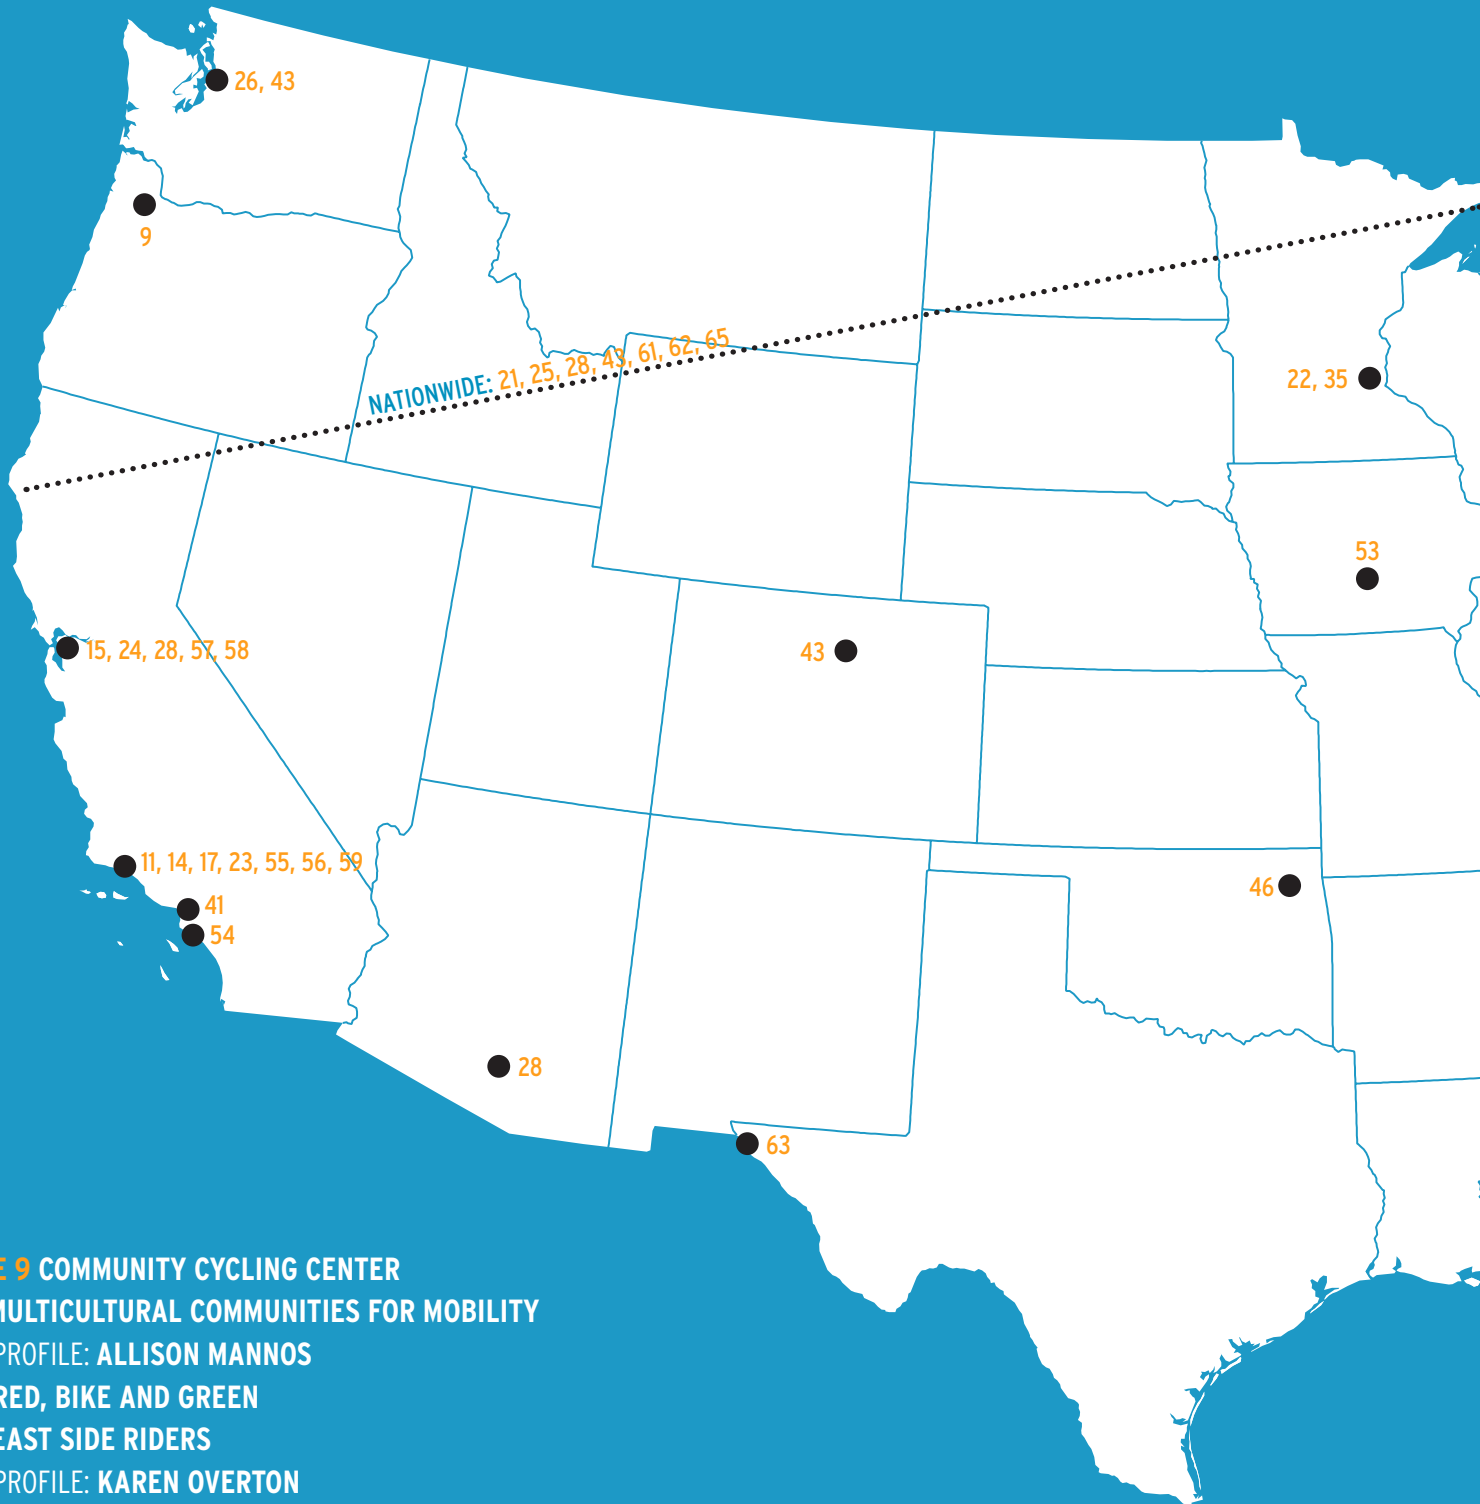 26, 43
9
NATIONWIDE: 21, 25, 28, 43, 61, 62, 65
22, 35
53
15, 24, 28, 57, 58
43
11, 14, 17, 23, 55, 56, 59
46
41
54
28
63
E 9 COMMUNITY CYCLING CENTER
MULTICULTURAL COMMUNITIES FOR MOBILITY
PROFILE: ALLISON MANNOS
RED, BIKE AND GREEN
EAST SIDE RIDERS
PROFILE: KAREN OVERTON